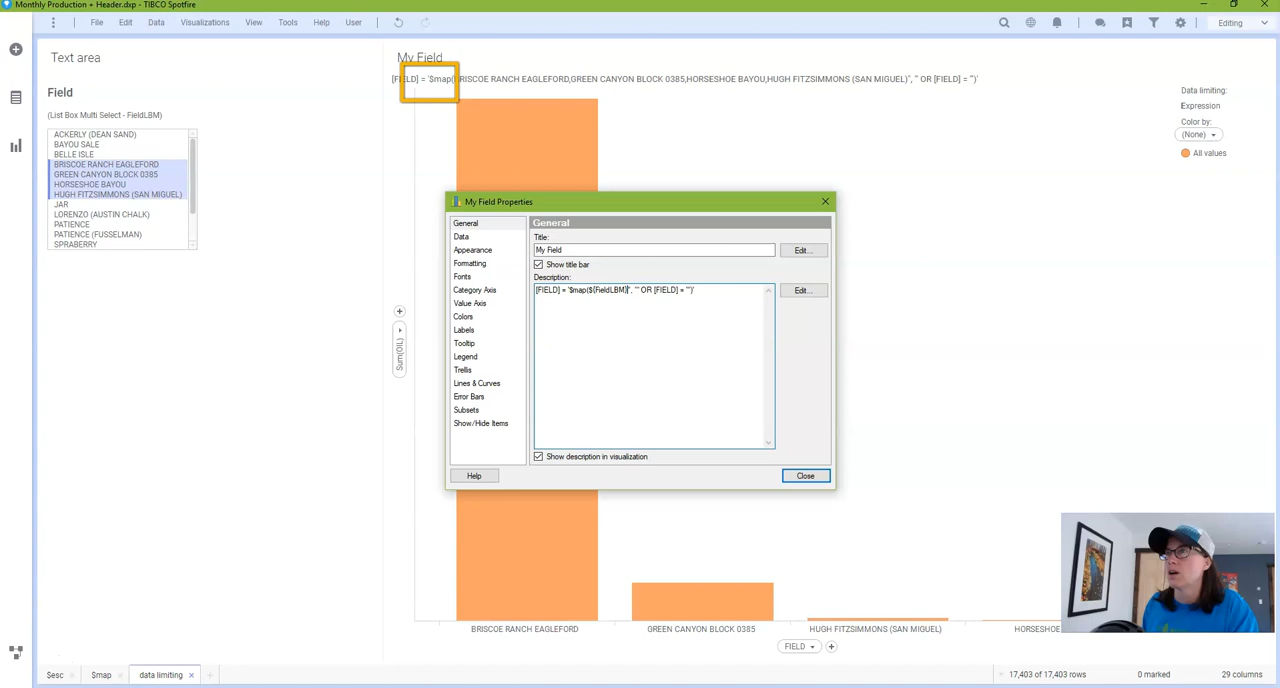 Monthly Production + Header.dxp - TIBCO Spotfire
File Edit Data Visualizations View Tools Help User Editing
Text area
Field
(List Box Multi Select - FieldLBM)
ACKERLY (DEAN SAND)
BAYOU SALE
BELLE ISLE
BRISCOE RANCH EAGLEFORD
GREEN CANYON BLOCK 0385
HORSESHOE BAYOU
HUGH FITZSIMMONS (SAN MIGUEL)
JAR
LORENZO (AUSTIN CHALK)
PATIENCE
PATIENCE (FUSSELMAN)
SPRABERRY
My Field
[FIELD] = '$map(BRISCOE RANCH EAGLEFORD,GREEN CANYON BLOCK 0385,HORSESHOE BAYOU,HUGH FITZSIMMONS (SAN MIGUEL)", "' OR [FIELD] = '")'
Data limiting:
Expression
Color by:
(None)
All values
My Field Properties
General
Data
Appearance
Formatting
Fonts
Category Axis
Value Axis
Colors
Labels
Tooltip
Legend
Trellis
Lines & Curves
Error Bars
Subsets
Show/Hide Items
General
Title:
My Field
Edit...
Show title bar
Description:
[FIELD] = '$map(${FieldLBM}", "' OR [FIELD] = '")'
Edit...
Show description in visualization
Help
Close
Sum(OIL)
BRISCOE RANCH EAGLEFORD
GREEN CANYON BLOCK 0385
HUGH FITZSIMMONS (SAN MIGUEL)
HORSESHOE
FIELD
$esc
$map
data limiting
17,403 of 17,403 rows
0 marked
29 columns